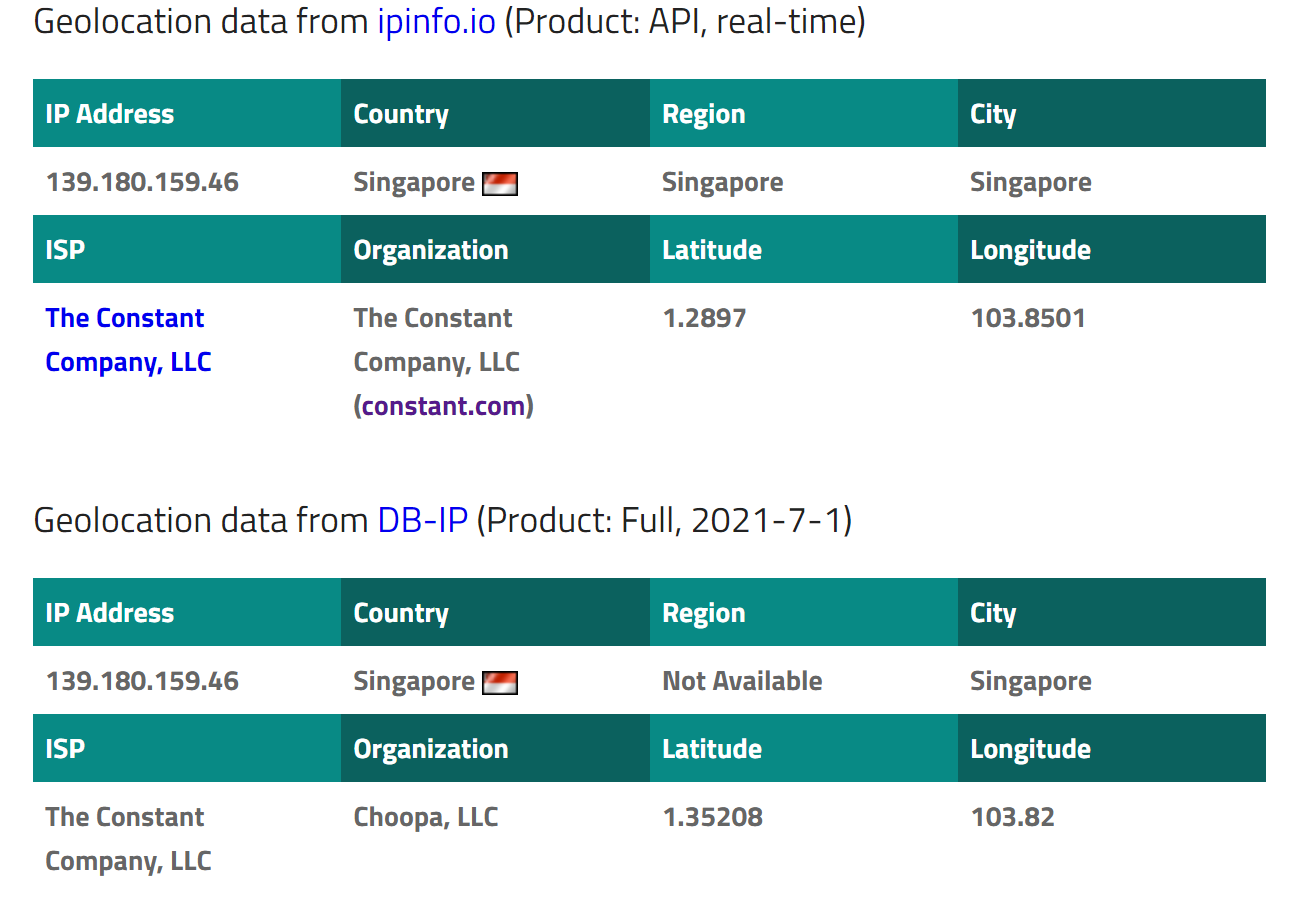 Geolocation data from ipinfo.io (Product: API, real-time)
IP Address Country Region City
139.180.159.46 Singapore Singapore Singapore
ISP Organization Latitude Longitude
The Constant The Constant 1.2897 103.8501
Company, LLC Company, LLC
(constant.com)
Geolocation data from DB-IP (Product: Full, 2021-7-1)
IP Address Country Region City
139.180.159.46 Singapore Not Available Singapore
ISP Organization Latitude Longitude
The Constant Choopa, LLC 1.35208 103.82
Company, LLC